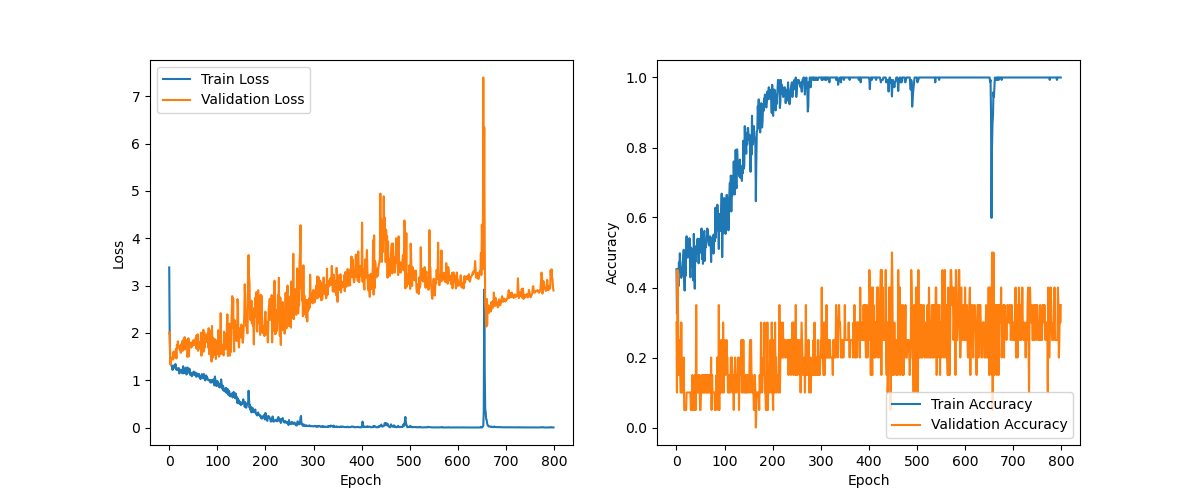 Train Loss
Validation Loss
Loss
7
6
5
4
3
2
1
0
0 100 200 300 400 500 600 700 800
Epoch
Accuracy
1.0
0.8
0.6
0.4
0.2
0.0
Train Accuracy
Validation Accuracy
0 100 200 300 400 500 600 700 800
Epoch